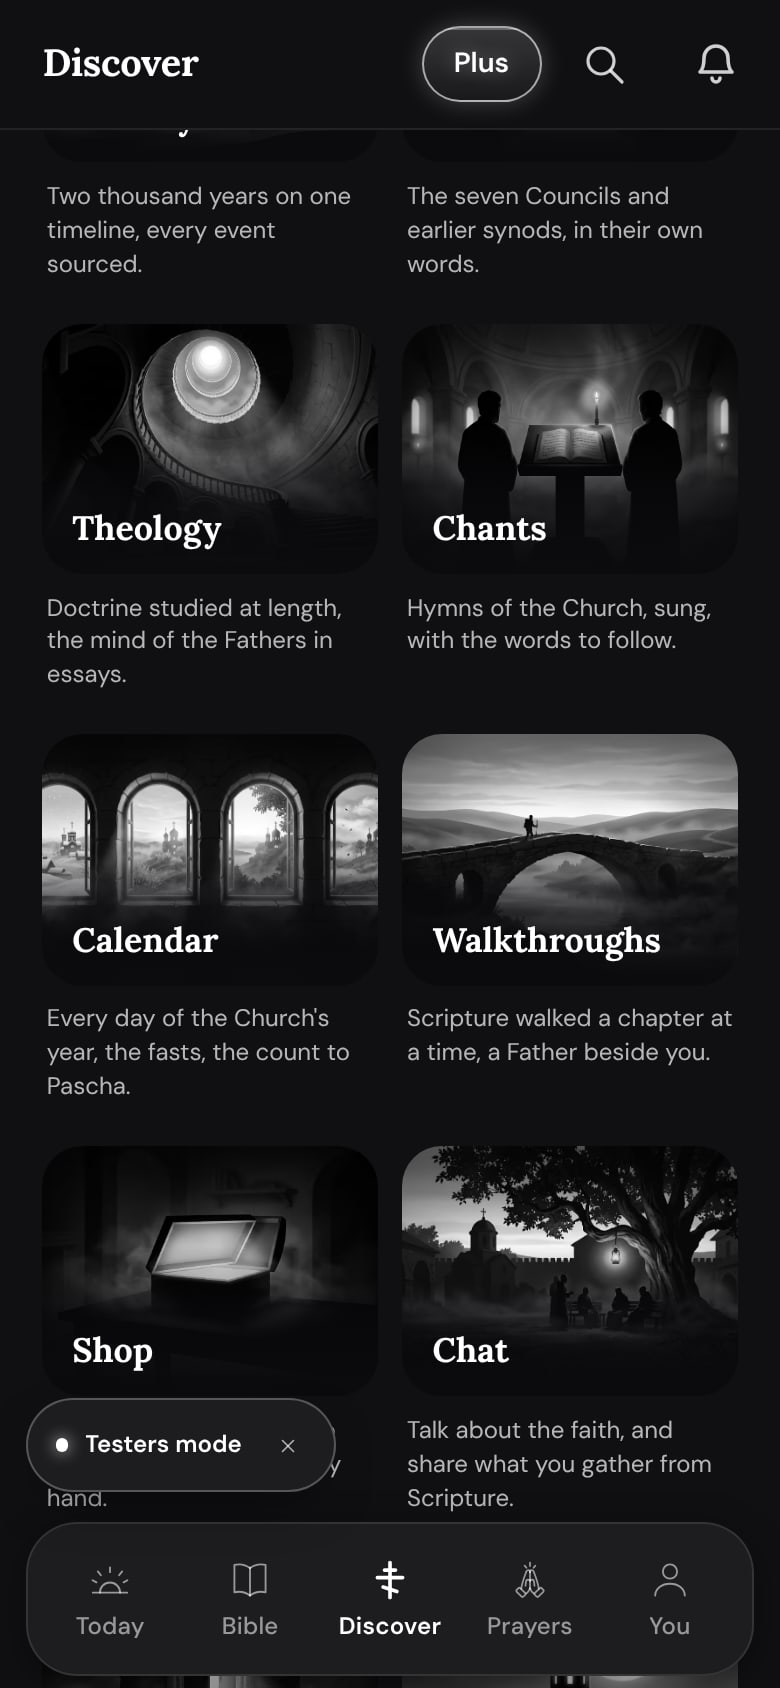 Discover
Plus
Two thousand years on one
timeline, every event
sourced.
The seven Councils and
earlier synods, in their own
words.
Theology
Chants
Doctrine studied at length,
the mind of the Fathers in
essays.
Hymns of the Church, sung,
with the words to follow.
Calendar
Walkthroughs
Every day of the Church's
year, the fasts, the count to
Pascha.
Scripture walked a chapter at
a time, a Father beside you.
Shop
Chat
Testers mode
hand.
Talk about the faith, and
share what you gather from
Scripture.
Today
Bible
Discover
Prayers
You